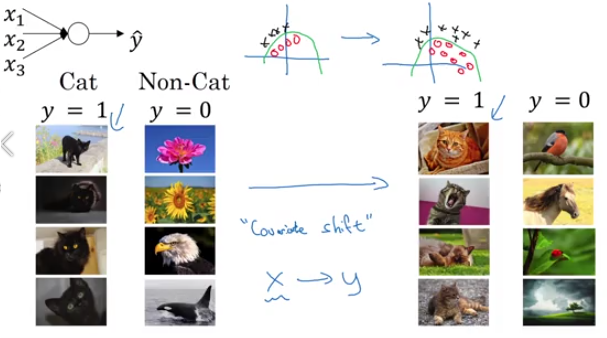 x₁
x₂
x₃
ŷ
Cat Non-Cat
y = 1 y = 0
y = 1 y = 0
"Covariate shift"
x → y